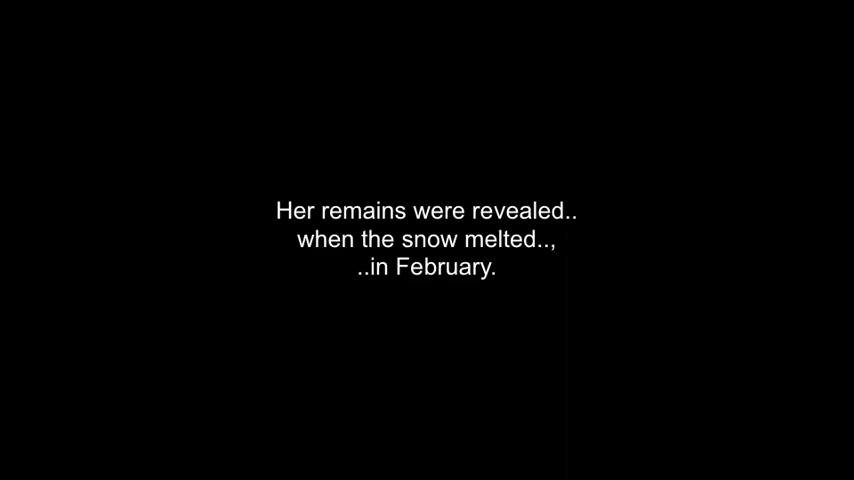 Her remains were revealed..
when the snow melted..,
..in February.